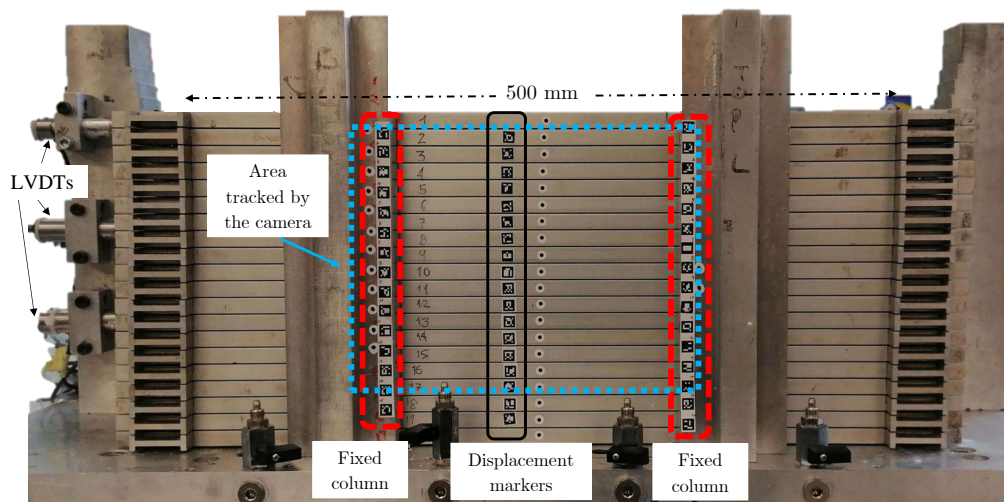 500 mm
LVDTs
Area
tracked by
the camera
1
2
3
4
5
6
7
8
9
10
11
12
13
14
15
16
17
18
19
Fixed
column
Displacement
markers
Fixed
column